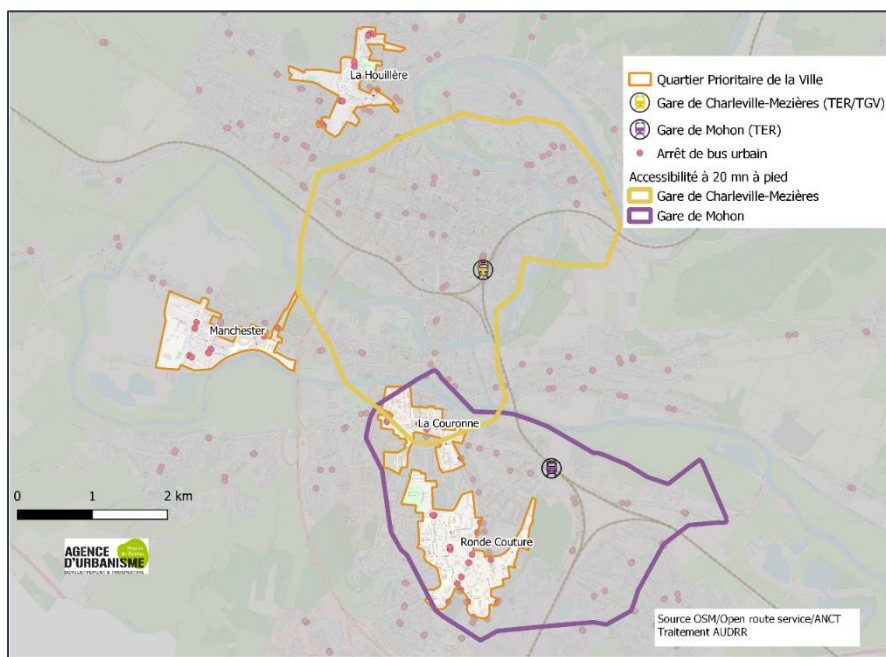 La Houillère
Quartier Prioritaire de la Ville
Gare de Charleville-Mezières (TER/TGV)
Gare de Mohon (TER)
Arrêt de bus urbain
Accessibilité à 20 mn à pied
Gare de Charleville-Mezières
Gare de Mohon
Manchester
La Couronne
Ronde Couture
0 1 2 km
AGENCE
D'URBANISME
Source OSM/Open route service/ANCT
Traitement AUDRR